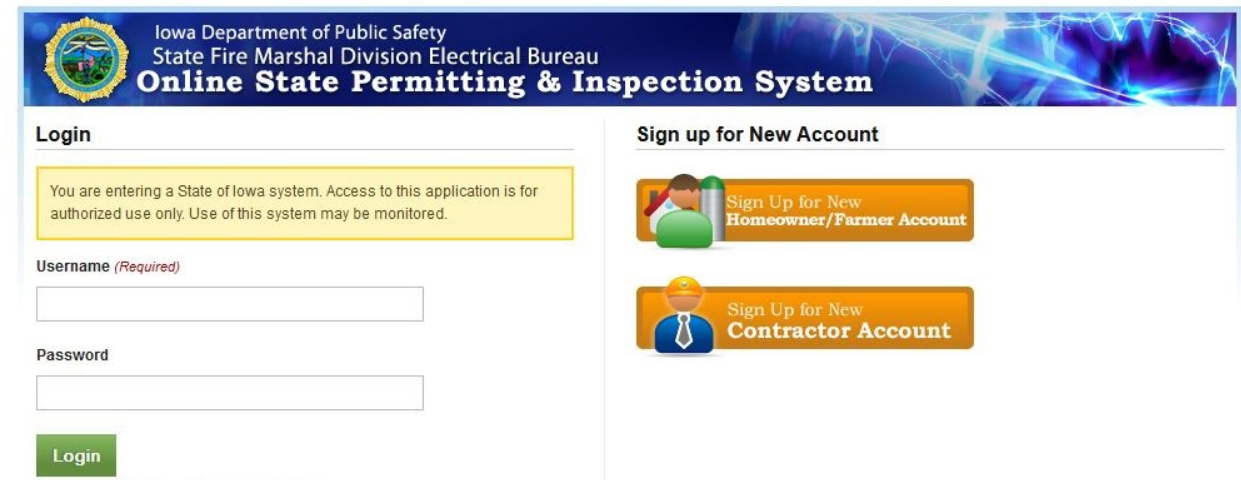 Iowa Department of Public Safety
State Fire Marshal Division Electrical Bureau
Online State Permitting & Inspection System
Login
You are entering a State of Iowa system. Access to this application is for
authorized use only. Use of this system may be monitored.
Username (Required)
Password
Login
Sign up for New Account
Sign Up for New
Homeowner/Farmer Account
Sign Up for New
Contractor Account